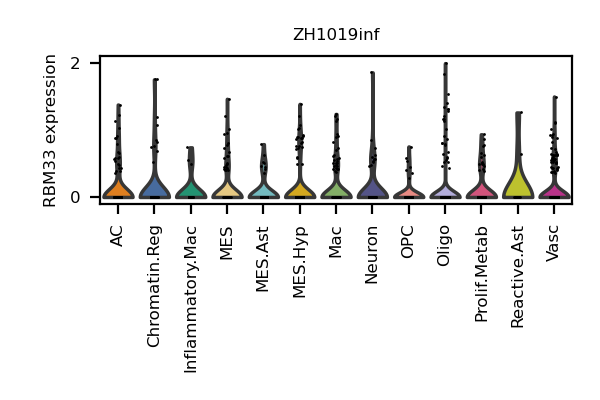 ZH1019inf
RBM33 expression
2
0
AC
Chromatin.Reg
Inflammatory.Mac
MES
MES.Ast
MES.Hyp
Mac
Neuron
OPC
Oligo
Prolif.Metab
Reactive.Ast
Vasc